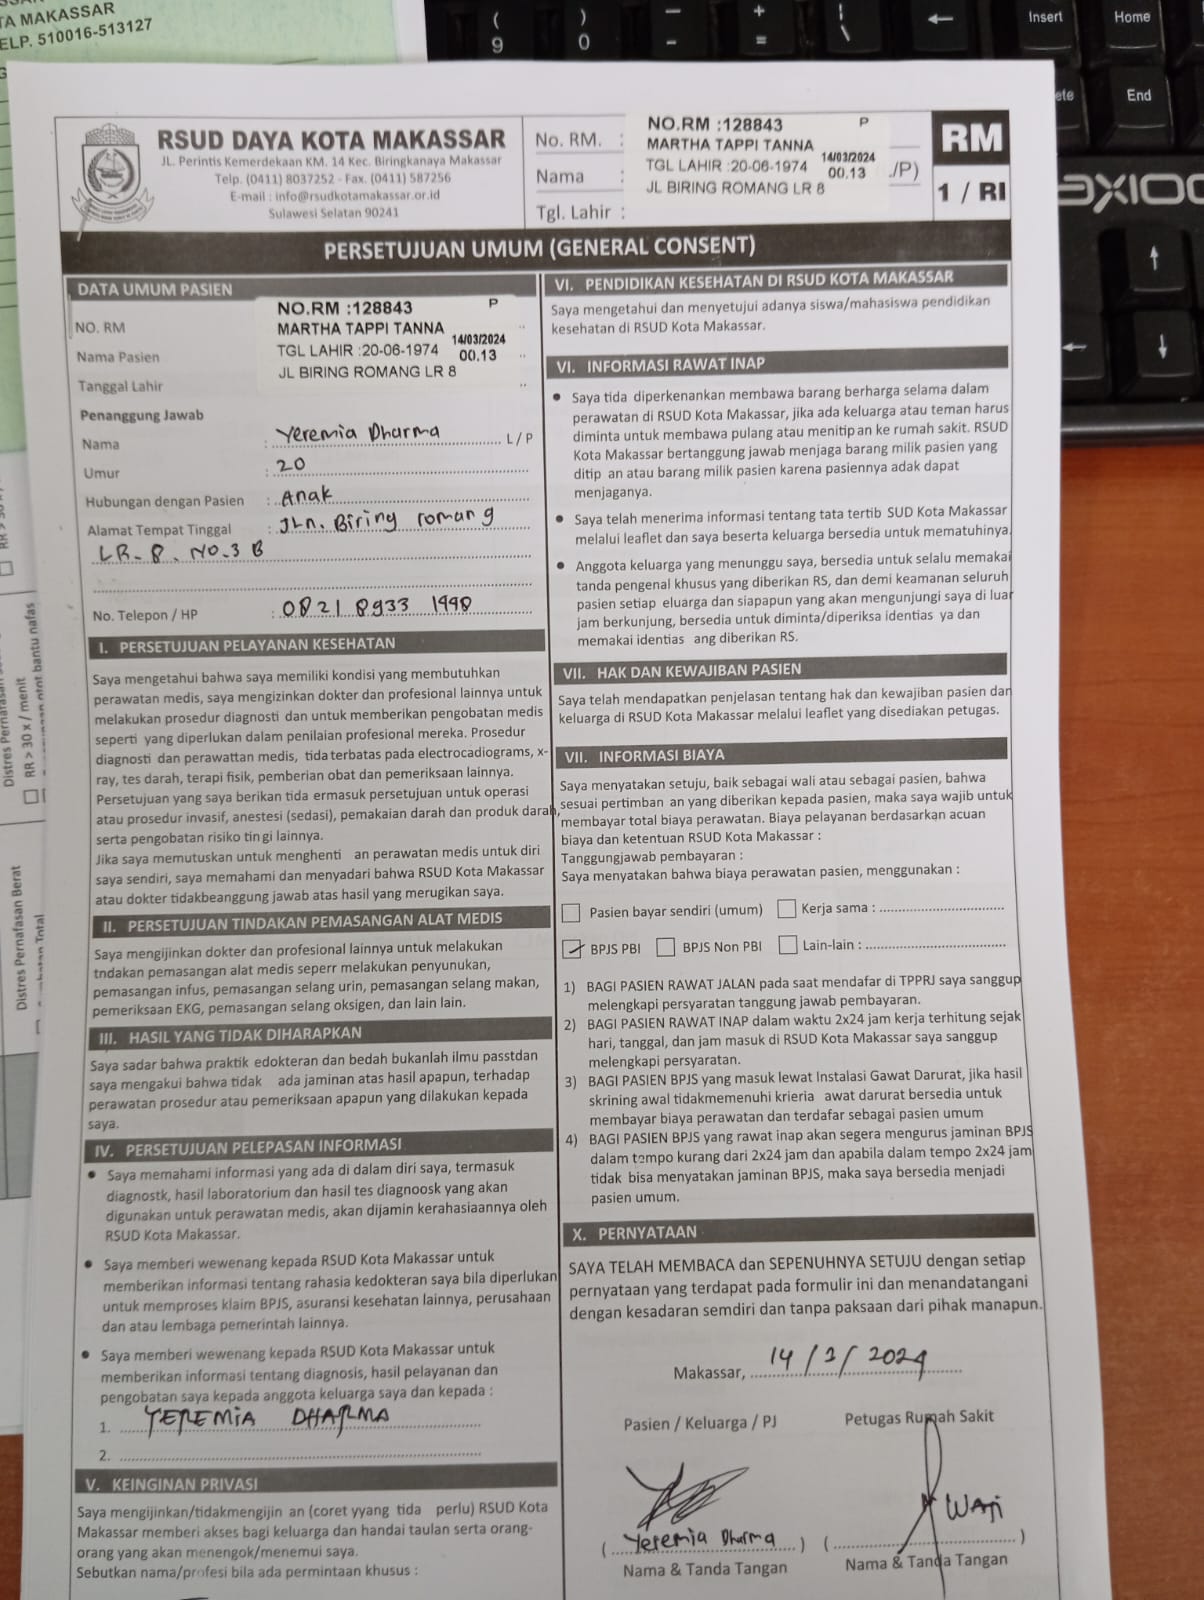 TA MAKASSAR
ELP. 510016-513127
( 9
) 0
— -
+ =
Insert
Home
ete
End
AXIOO
RSUD DAYA KOTA MAKASSAR
JL. Perintis Kemerdekaan KM. 14 Kec. Biringkanaya Makassar
Telp. (0411) 8037252 - Fax. (0411) 587256
E-mail : info@rsudkotamakassar.or.id
Sulawesi Selatan 90241
No. RM. :
Nama :
Tgl. Lahir :
NO.RM :128843 P
MARTHA TAPPI TANNA
TGL LAHIR :20-06-1974 14/03/2024 00.13
JL BIRING ROMANG LR 8
/P)
RM
1 / RI
PERSETUJUAN UMUM (GENERAL CONSENT)
DATA UMUM PASIEN
NO. RM
Nama Pasien
Tanggal Lahir
NO.RM :128843 P
MARTHA TAPPI TANNA
TGL LAHIR :20-06-1974 14/03/2024 00.13
JL BIRING ROMANG LR 8
Penanggung Jawab
Nama : Yeremia Dharma L / P
Umur : 20
Hubungan dengan Pasien : Anak
Alamat Tempat Tinggal : JLn. Biring romang
LR. 8. NO. 3 B
No. Telepon / HP : 0821 8933 1998
I. PERSETUJUAN PELAYANAN KESEHATAN
Saya mengetahui bahwa saya memiliki kondisi yang membutuhkan
perawatan medis, saya mengizinkan dokter dan profesional lainnya untuk
melakukan prosedur diagnosti dan untuk memberikan pengobatan medis
seperti yang diperlukan dalam penilaian profesional mereka. Prosedur
diagnosti dan perawattan medis, tida terbatas pada electrocadiograms, x-
ray, tes darah, terapi fisik, pemberian obat dan pemeriksaan lainnya.
Persetujuan yang saya berikan tida ermasuk persetujuan untuk operasi
atau prosedur invasif, anestesi (sedasi), pemakaian darah dan produk darah,
serta pengobatan risiko tin gi lainnya.
Jika saya memutuskan untuk menghenti an perawatan medis untuk diri
saya sendiri, saya memahami dan menyadari bahwa RSUD Kota Makassar
atau dokter tidakbeanggung jawab atas hasil yang merugikan saya.
II. PERSETUJUAN TINDAKAN PEMASANGAN ALAT MEDIS
Saya mengijinkan dokter dan profesional lainnya untuk melakukan
tndakan pemasangan alat medis seperr melakukan penyunukan,
pemasangan infus, pemasangan selang urin, pemasangan selang makan,
pemeriksaan EKG, pemasangan selang oksigen, dan lain lain.
III. HASIL YANG TIDAK DIHARAPKAN
Saya sadar bahwa praktik edokteran dan bedah bukanlah ilmu passtdan
saya mengakui bahwa tidak ada jaminan atas hasil apapun, terhadap
perawatan prosedur atau pemeriksaan apapun yang dilakukan kepada
saya.
IV. PERSETUJUAN PELEPASAN INFORMASI
• Saya memahami informasi yang ada di dalam diri saya, termasuk
diagnostk, hasil laboratorium dan hasil tes diagnoosk yang akan
digunakan untuk perawatan medis, akan dijamin kerahasiaannya oleh
RSUD Kota Makassar.
• Saya memberi wewenang kepada RSUD Kota Makassar untuk
memberikan informasi tentang rahasia kedokteran saya bila diperlukan
untuk memproses klaim BPJS, asuransi kesehatan lainnya, perusahaan
dan atau lembaga pemerintah lainnya.
• Saya memberi wewenang kepada RSUD Kota Makassar untuk
memberikan informasi tentang diagnosis, hasil pelayanan dan
pengobatan saya kepada anggota keluarga saya dan kepada :
1. YEREMIA DHARMA
2.
V. KEINGINAN PRIVASI
Saya mengijinkan/tidakmengijin an (coret yyang tida perlu) RSUD Kota
Makassar memberi akses bagi keluarga dan handai taulan serta orang-
orang yang akan menengok/menemui saya.
Sebutkan nama/profesi bila ada permintaan khusus :
VI. PENDIDIKAN KESEHATAN DI RSUD KOTA MAKASSAR
Saya mengetahui dan menyetujui adanya siswa/mahasiswa pendidikan
kesehatan di RSUD Kota Makassar.
VI. INFORMASI RAWAT INAP
• Saya tida diperkenankan membawa barang berharga selama dalam
perawatan di RSUD Kota Makassar, jika ada keluarga atau teman harus
diminta untuk membawa pulang atau menitip an ke rumah sakit. RSUD
Kota Makassar bertanggung jawab menjaga barang milik pasien yang
ditip an atau barang milik pasien karena pasiennya adak dapat
menjaganya.
• Saya telah menerima informasi tentang tata tertib SUD Kota Makassar
melalui leaflet dan saya beserta keluarga bersedia untuk mematuhinya.
• Anggota keluarga yang menunggu saya, bersedia untuk selalu memakai
tanda pengenal khusus yang diberikan RS, dan demi keamanan seluruh
pasien setiap eluarga dan siapapun yang akan mengunjungi saya di luar
jam berkunjung, bersedia untuk diminta/diperiksa identias ya dan
memakai identias ang diberikan RS.
VII. HAK DAN KEWAJIBAN PASIEN
Saya telah mendapatkan penjelasan tentang hak dan kewajiban pasien dan
keluarga di RSUD Kota Makassar melalui leaflet yang disediakan petugas.
VII. INFORMASI BIAYA
Saya menyatakan setuju, baik sebagai wali atau sebagai pasien, bahwa
sesuai pertimban an yang diberikan kepada pasien, maka saya wajib untuk
membayar total biaya perawatan. Biaya pelayanan berdasarkan acuan
biaya dan ketentuan RSUD Kota Makassar :
Tanggungjawab pembayaran :
Saya menyatakan bahwa biaya perawatan pasien, menggunakan :
Pasien bayar sendiri (umum) Kerja sama :
BPJS PBI BPJS Non PBI Lain-lain :
1) BAGI PASIEN RAWAT JALAN pada saat mendafar di TPPRJ saya sanggup
melengkapi persyaratan tanggung jawab pembayaran.
2) BAGI PASIEN RAWAT INAP dalam waktu 2x24 jam kerja terhitung sejak
hari, tanggal, dan jam masuk di RSUD Kota Makassar saya sanggup
melengkapi persyaratan.
3) BAGI PASIEN BPJS yang masuk lewat Instalasi Gawat Darurat, jika hasil
skrining awal tidakmemenuhi krieria awat darurat bersedia untuk
membayar biaya perawatan dan terdafar sebagai pasien umum
4) BAGI PASIEN BPJS yang rawat inap akan segera mengurus jaminan BPJS
dalam tempo kurang dari 2x24 jam dan apabila dalam tempo 2x24 jam
tidak bisa menyatakan jaminan BPJS, maka saya bersedia menjadi
pasien umum.
X. PERNYATAAN
SAYA TELAH MEMBACA dan SEPENUHNYA SETUJU dengan setiap
pernyataan yang terdapat pada formulir ini dan menandatangani
dengan kesadaran semdiri dan tanpa paksaan dari pihak manapun.
Makassar, 14 / 3 / 2024
Pasien / Keluarga / PJ Petugas Rumah Sakit
( Yeremia Dharma ) ( WAJI )
Nama & Tanda Tangan Nama & Tanda Tangan
RR > 30 x / menit
Distres Pernafasan Berat